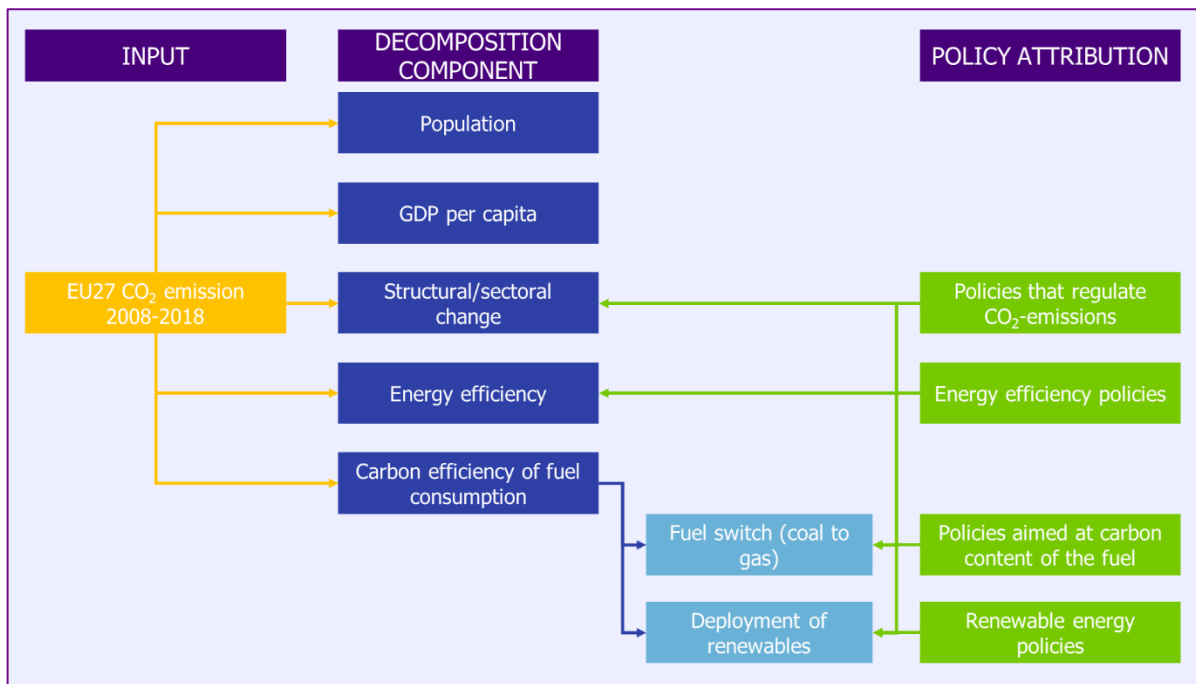 INPUT
DECOMPOSITION
COMPONENT
POLICY ATTRIBUTION
Population
GDP per capita
EU27 CO₂ emission
2008-2018
Structural/sectoral
change
Policies that regulate
CO₂-emissions
Energy efficiency
Energy efficiency policies
Carbon efficiency of fuel
consumption
Fuel switch (coal to
gas)
Policies aimed at carbon
content of the fuel
Deployment of
renewables
Renewable energy
policies